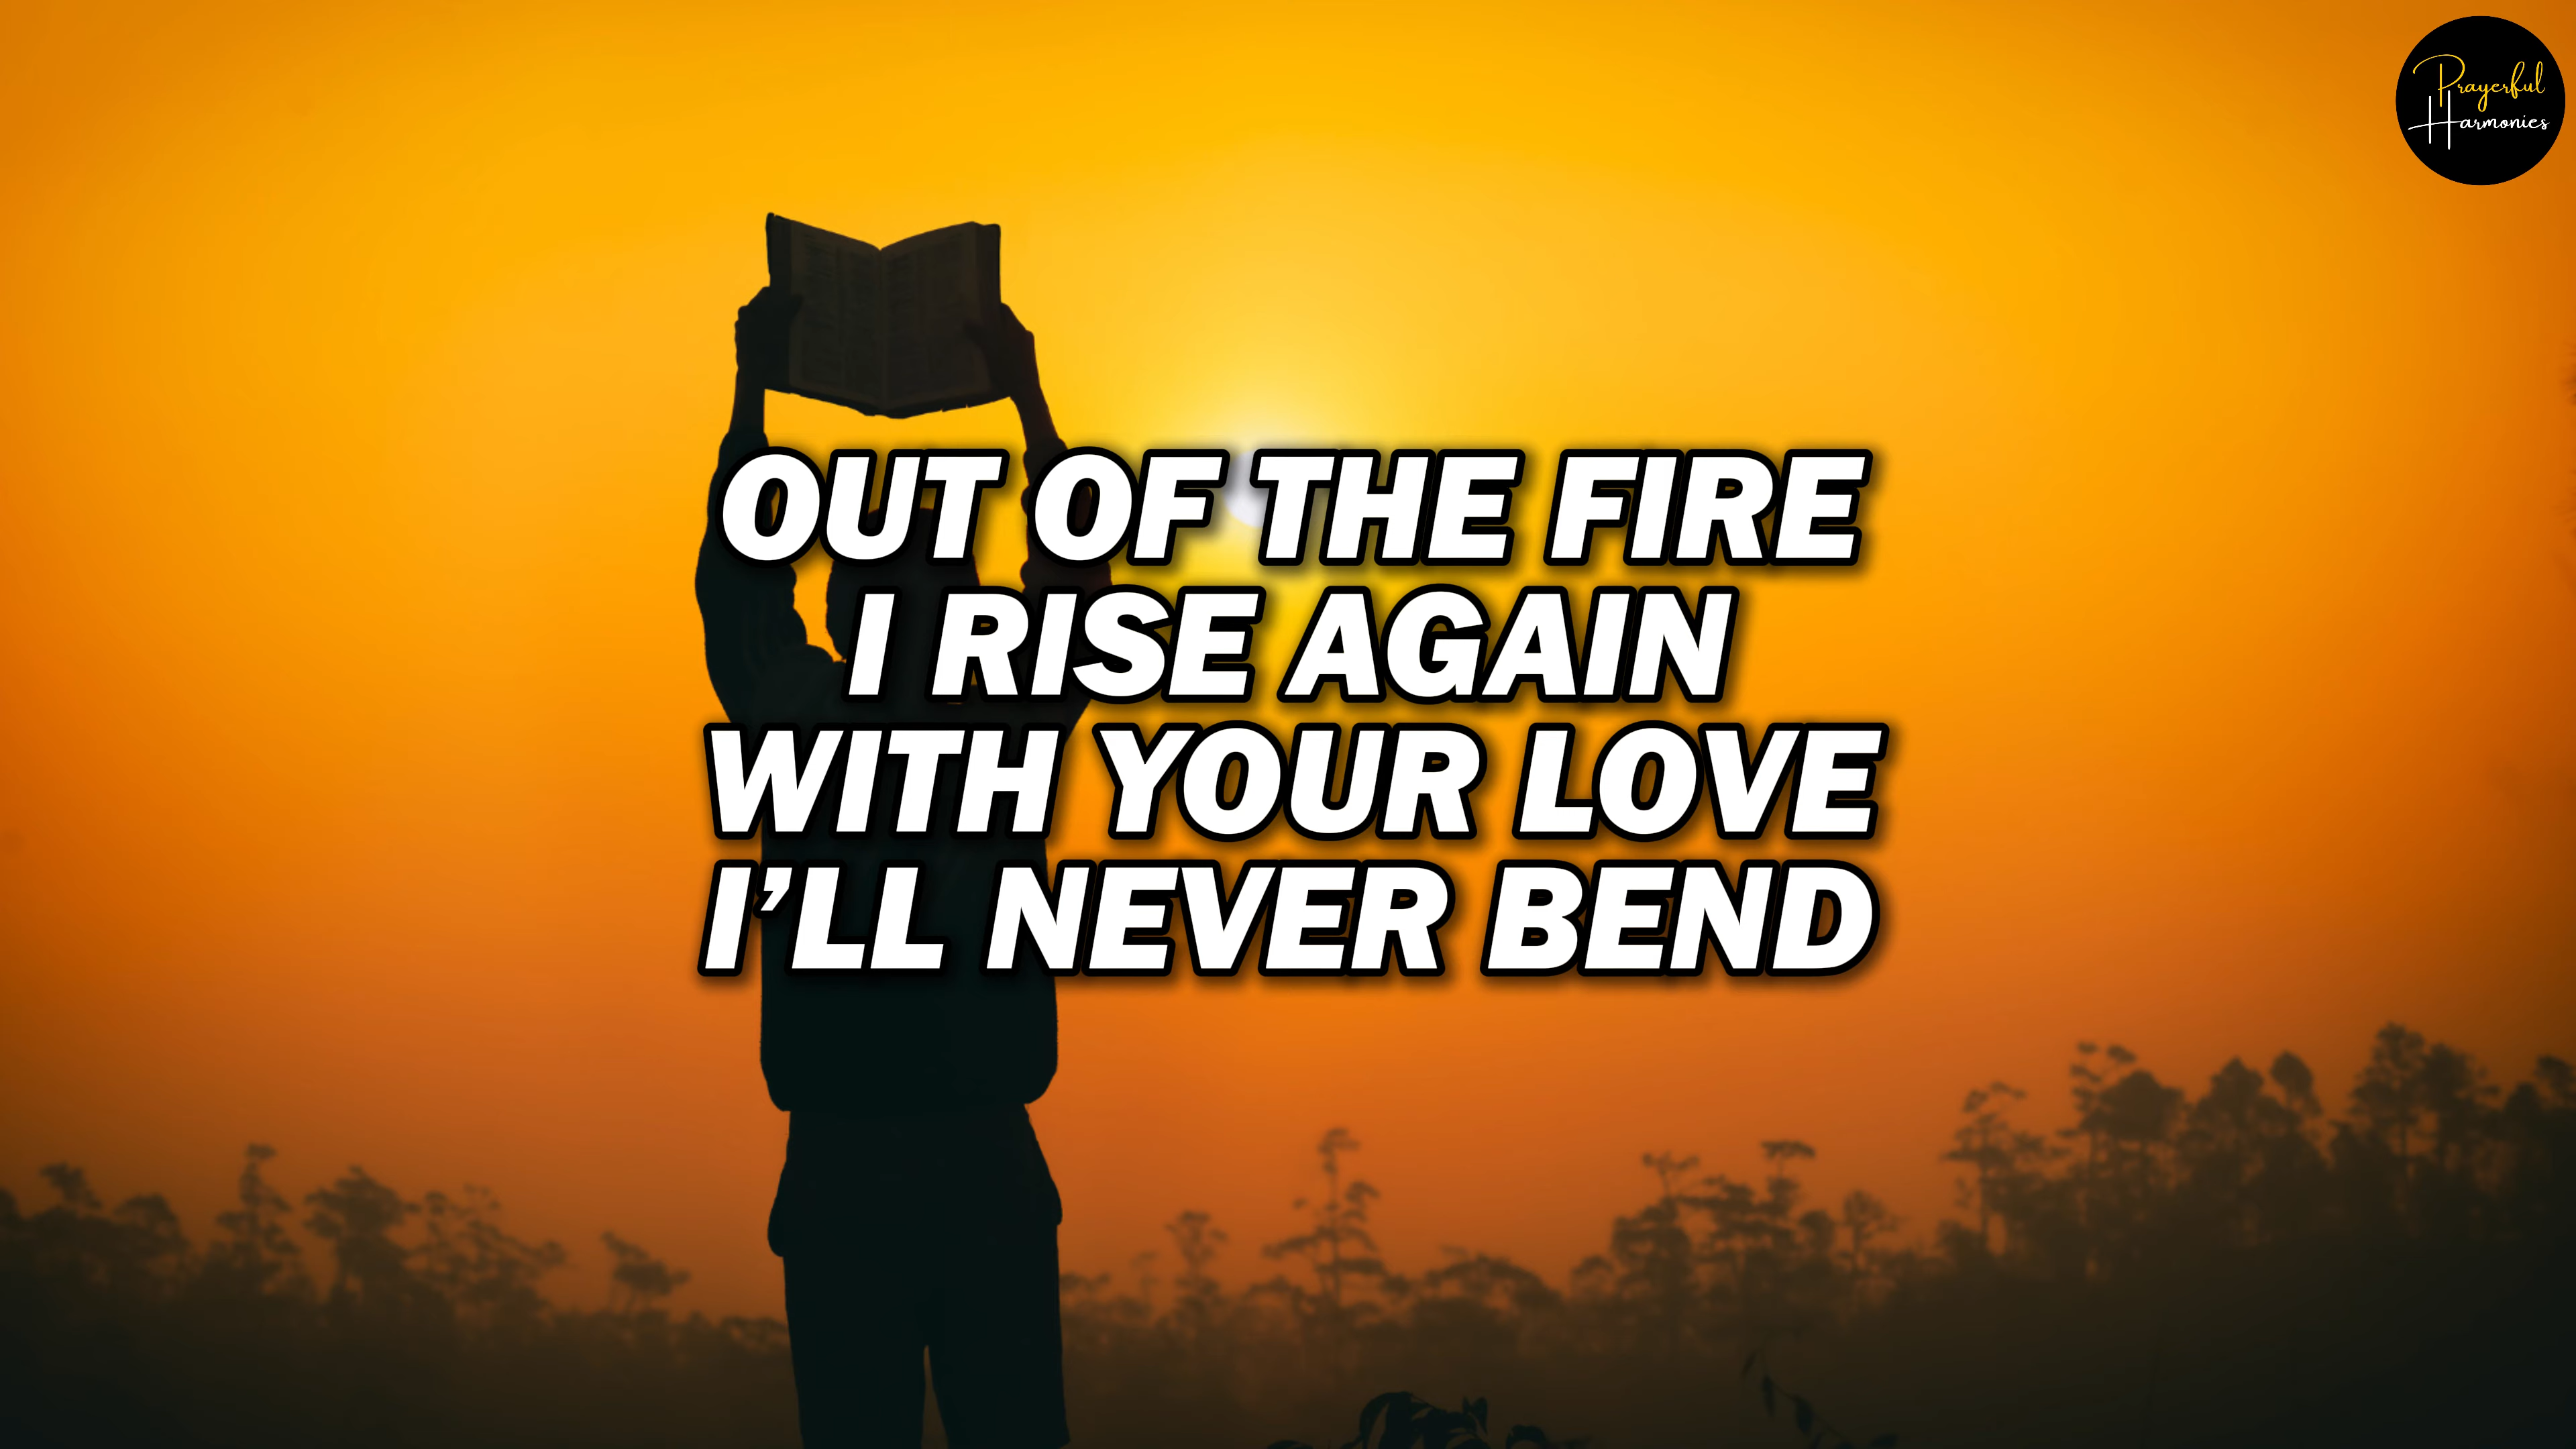 Prayerful
Harmonies
OUT OF THE FIRE
I RISE AGAIN
WITH YOUR LOVE
I’LL NEVER BEND